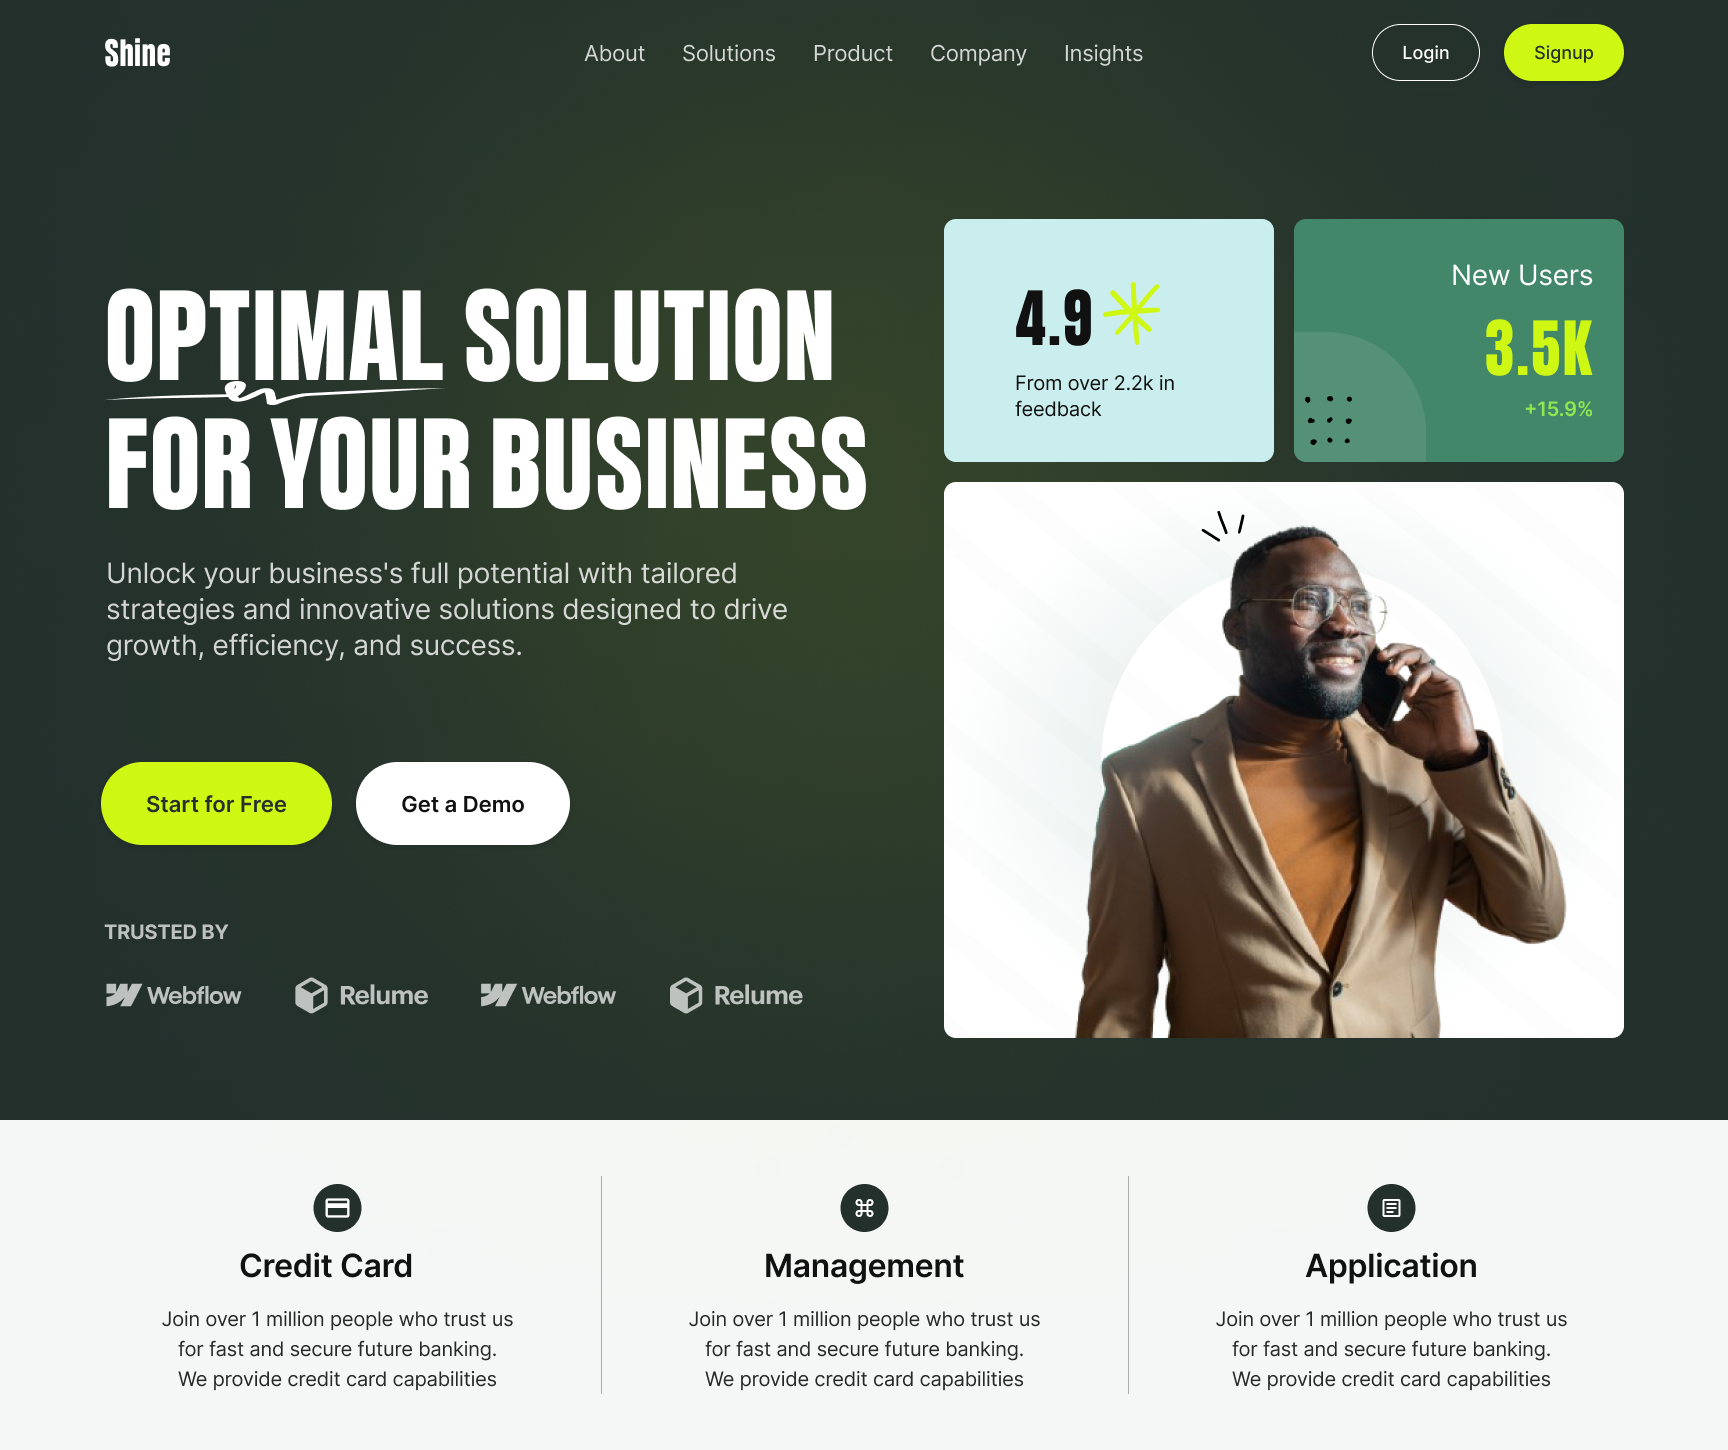 Shine
About
Solutions
Product
Company
Insights
Login
Signup
OPTIMAL SOLUTION
FOR YOUR BUSINESS
Unlock your business's full potential with tailored
strategies and innovative solutions designed to drive
growth, efficiency, and success.
Start for Free
Get a Demo
TRUSTED BY
Webflow
Relume
Webflow
Relume
4.9
From over 2.2k in
feedback
New Users
3.5K
+15.9%
Credit Card
Join over 1 million people who trust us
for fast and secure future banking.
We provide credit card capabilities
Management
Join over 1 million people who trust us
for fast and secure future banking.
We provide credit card capabilities
Application
Join over 1 million people who trust us
for fast and secure future banking.
We provide credit card capabilities